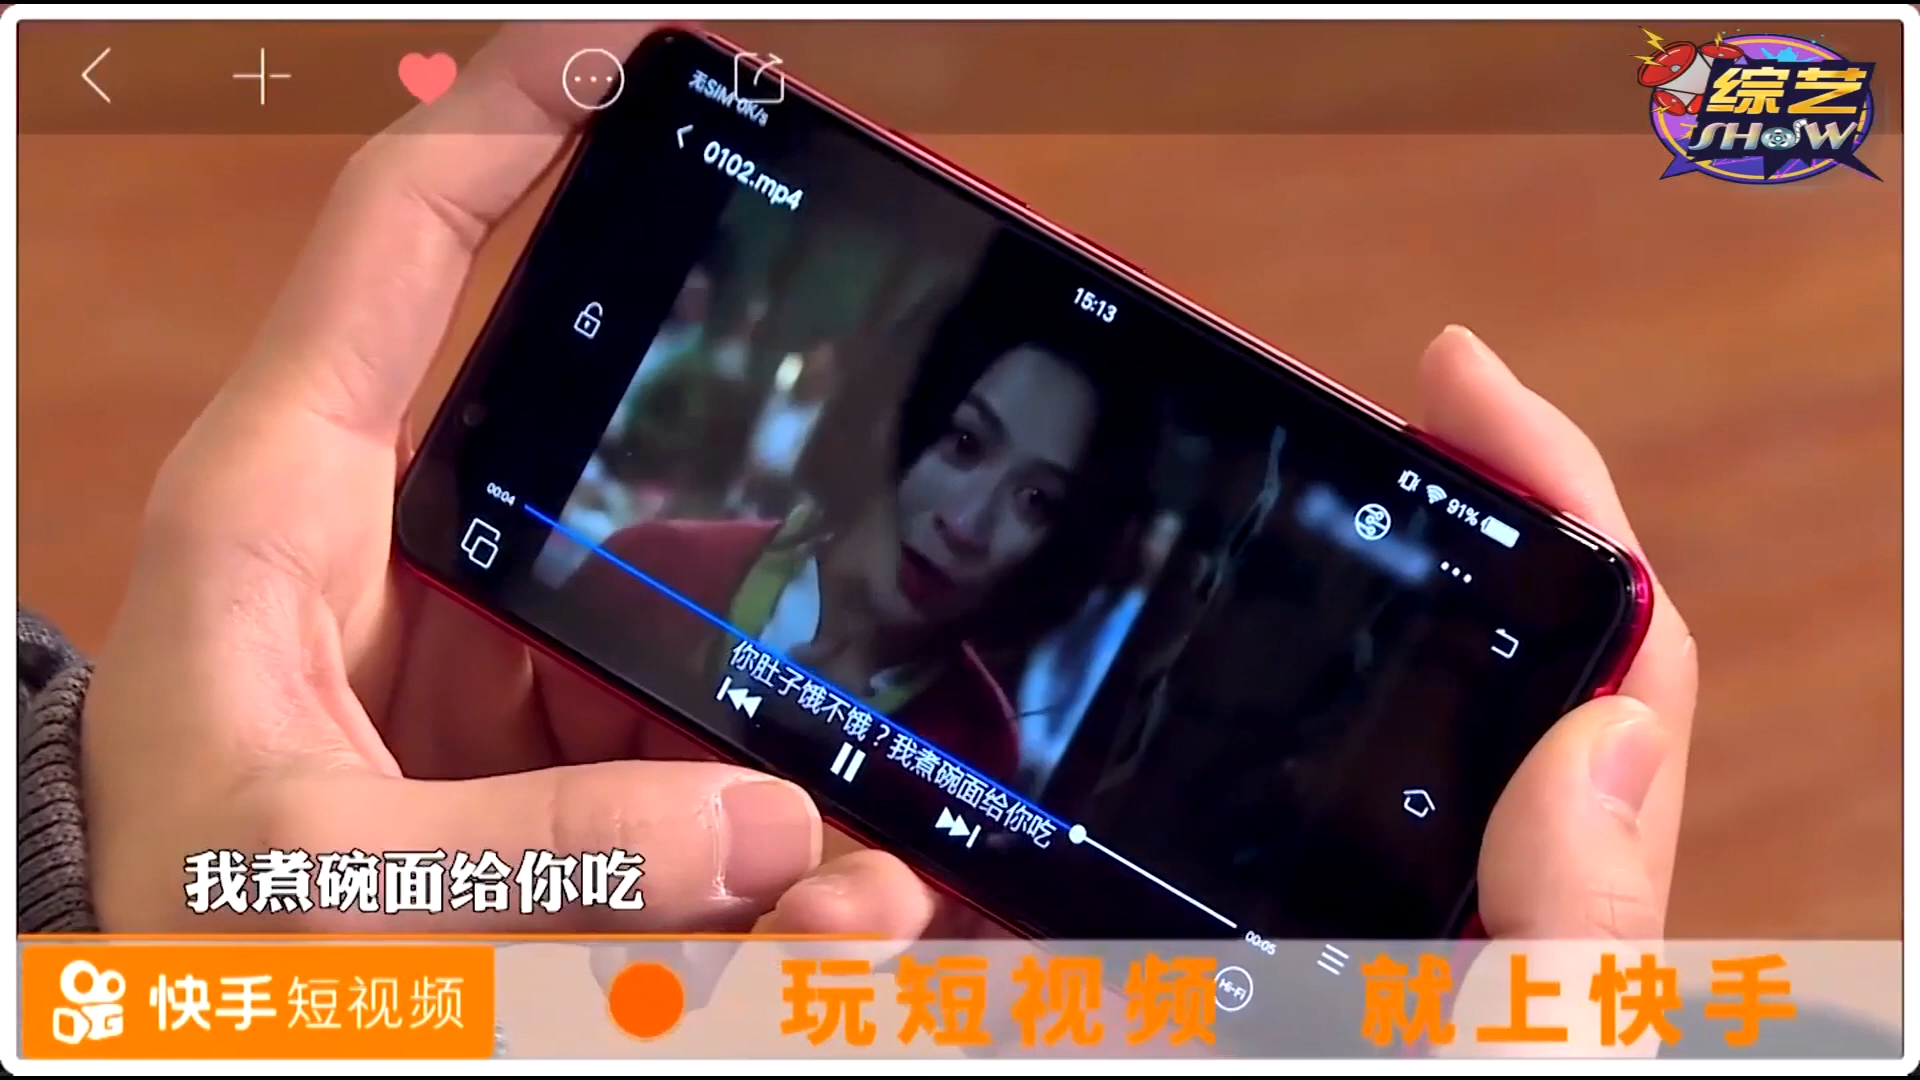 综艺
SHOW
无SIM 0K/s
0102.mp4
15:13
91%
00:04
你肚子饿不饿？我煮碗面给你吃
00:05
Hi-Fi
我煮碗面给你吃
快手短视频
玩短视频 就上快手